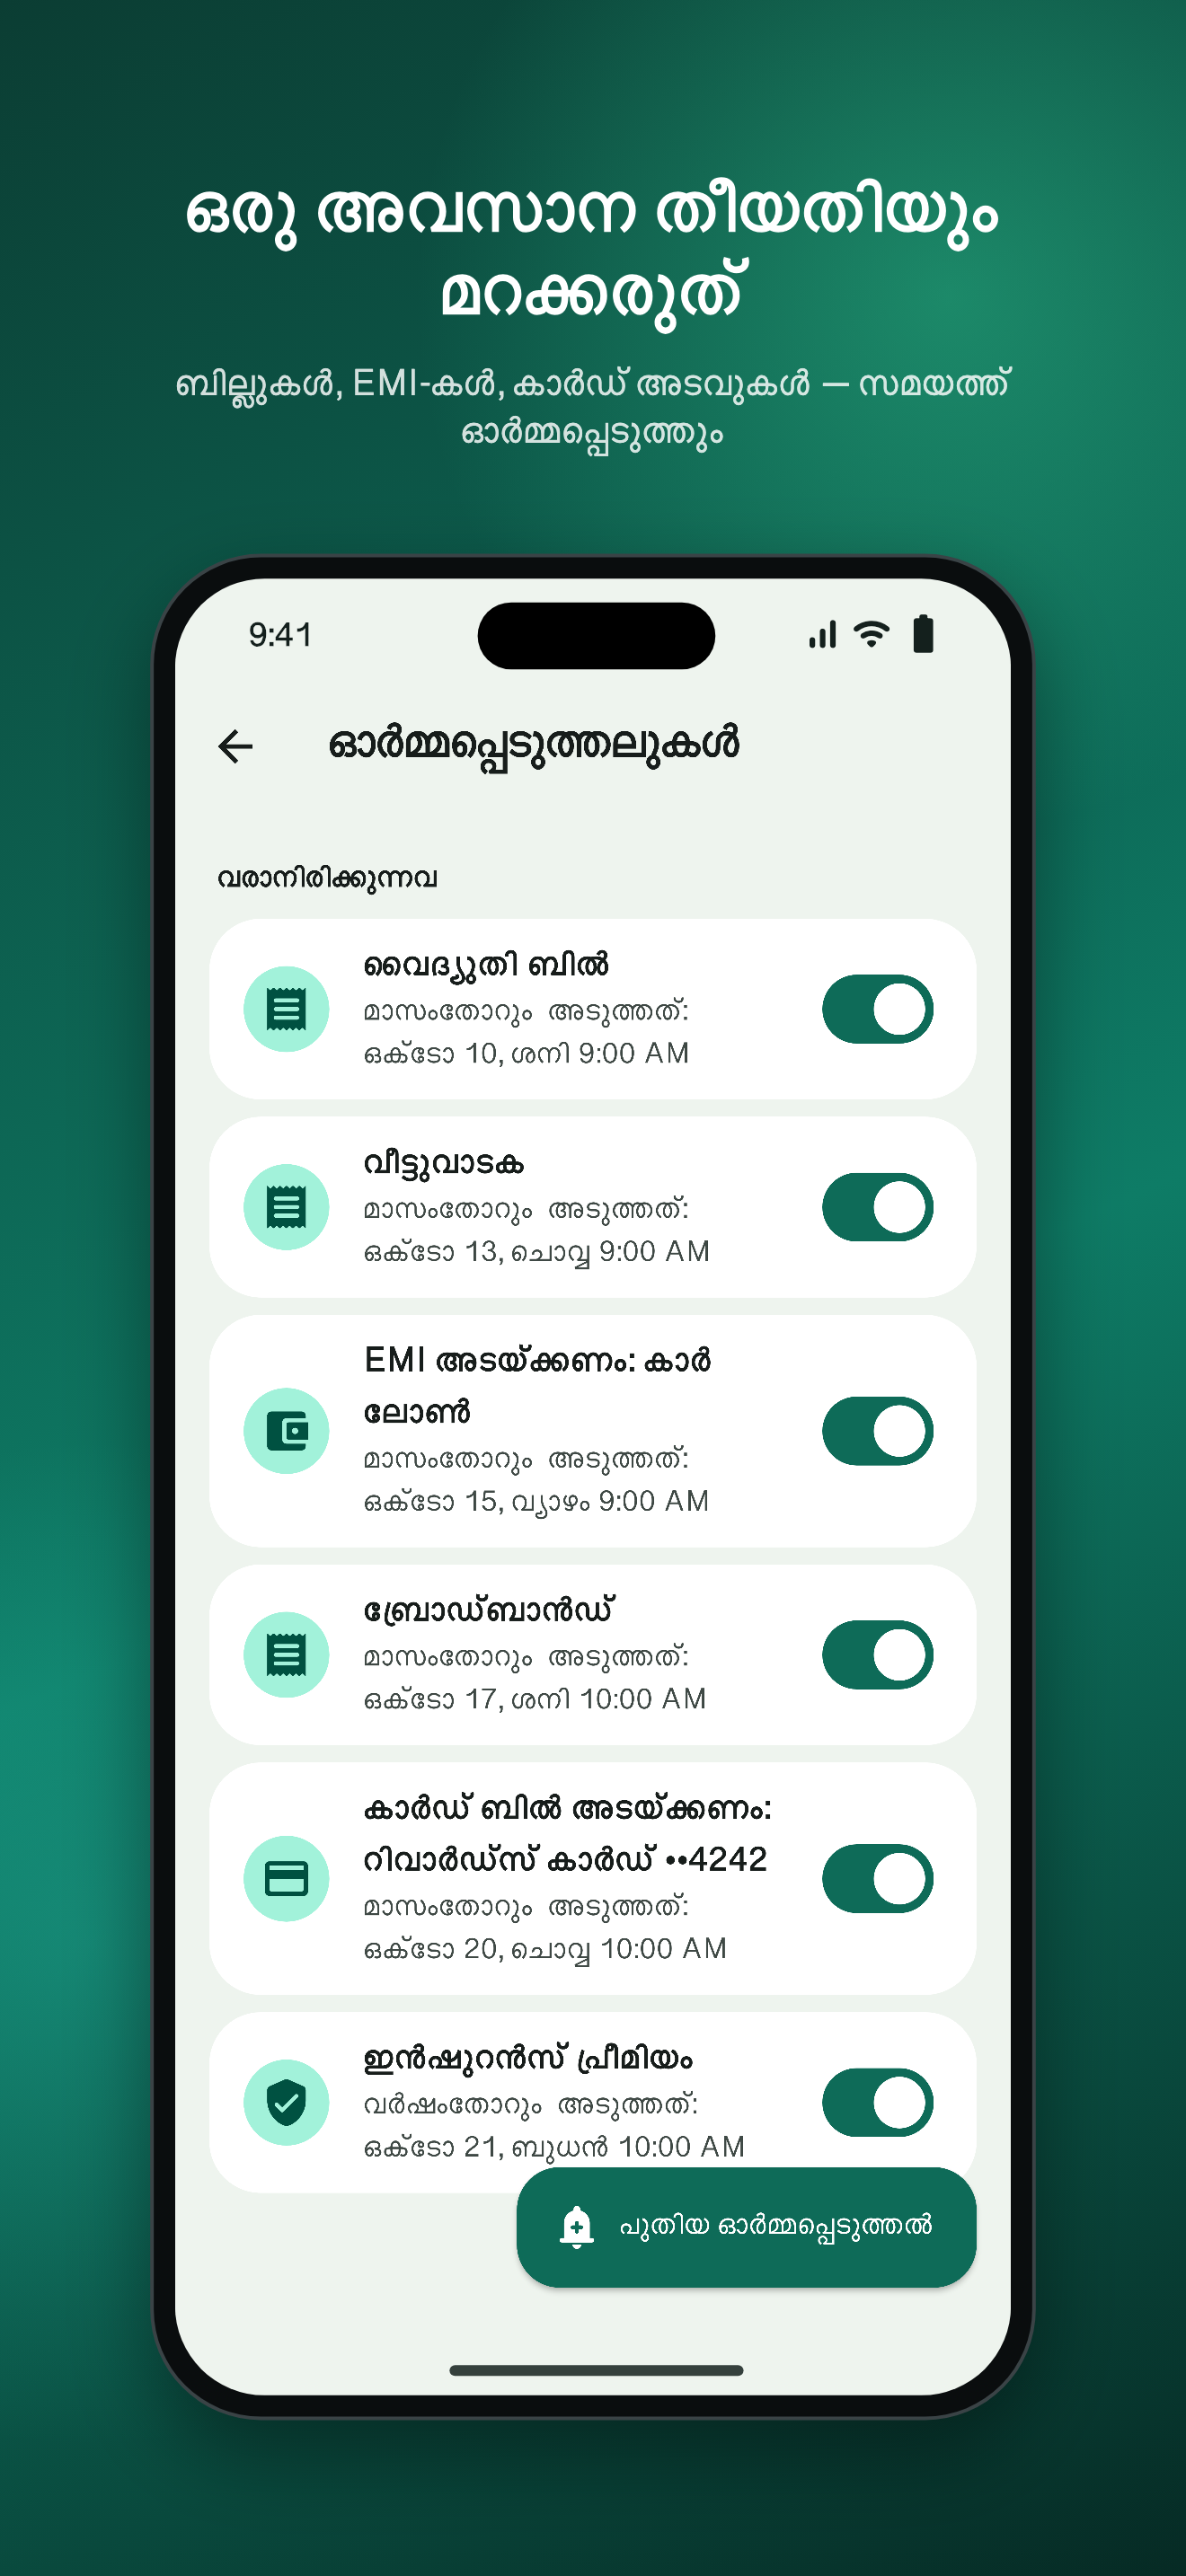 ഒരു അവസാന തീയതിയും
മറക്കരുത്
ബില്ലുകൾ, EMI-കൾ, കാർഡ് അടവുകൾ — സമയത്ത്
ഓർമ്മപ്പെടുത്തും
9:41
ഓർമ്മപ്പെടുത്തലുകൾ
വരാനിരിക്കുന്നവ
വൈദ്യുതി ബിൽ
മാസംതോറും അടുത്തത്:
ഒക്ടോ 10, ശനി 9:00 AM
വീട്ടുവാടക
മാസംതോറും അടുത്തത്:
ഒക്ടോ 13, ചൊവ്വ 9:00 AM
EMI അടയ്ക്കണം: കാർ
ലോൺ
മാസംതോറും അടുത്തത്:
ഒക്ടോ 15, വ്യാഴം 9:00 AM
ബ്രോഡ്ബാൻഡ്
മാസംതോറും അടുത്തത്:
ഒക്ടോ 17, ശനി 10:00 AM
കാർഡ് ബിൽ അടയ്ക്കണം:
റിവാർഡ്സ് കാർഡ് ••4242
മാസംതോറും അടുത്തത്:
ഒക്ടോ 20, ചൊവ്വ 10:00 AM
ഇൻഷുറൻസ് പ്രീമിയം
വർഷംതോറും അടുത്തത്:
ഒക്ടോ 21, ബുധൻ 10:00 AM
പുതിയ ഓർമ്മപ്പെടുത്തൽ